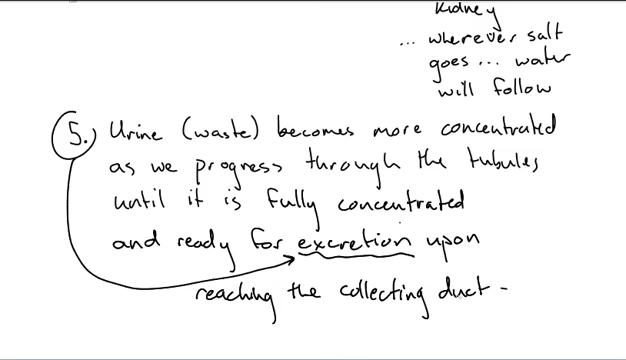 kidney
... wherever salt
goes ... water
will follow
5. Urine (waste) becomes more concentrated
as we progress through the tubules
until it is fully concentrated
and ready for excretion upon
reaching the collecting duct -